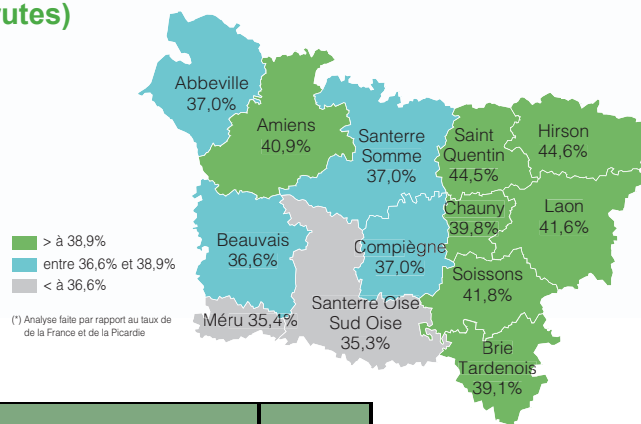 rutes)
Abbeville
37,0%
Amiens
40,9%
Santerre
Somme
37,0%
Saint
Quentin
44,5%
Hirson
44,6%
Chauny
39,8%
Laon
41,6%
Beauvais
36,6%
Compiègne
37,0%
Soissons
41,8%
Méru 35,4%
Santerre Oise
Sud Oise
35,3%
Brie
Tardenois
39,1%
> à 38,9%
entre 36,6% et 38,9%
< à 36,6%
(*) Analyse faite par rapport au taux de
de la France et de la Picardie